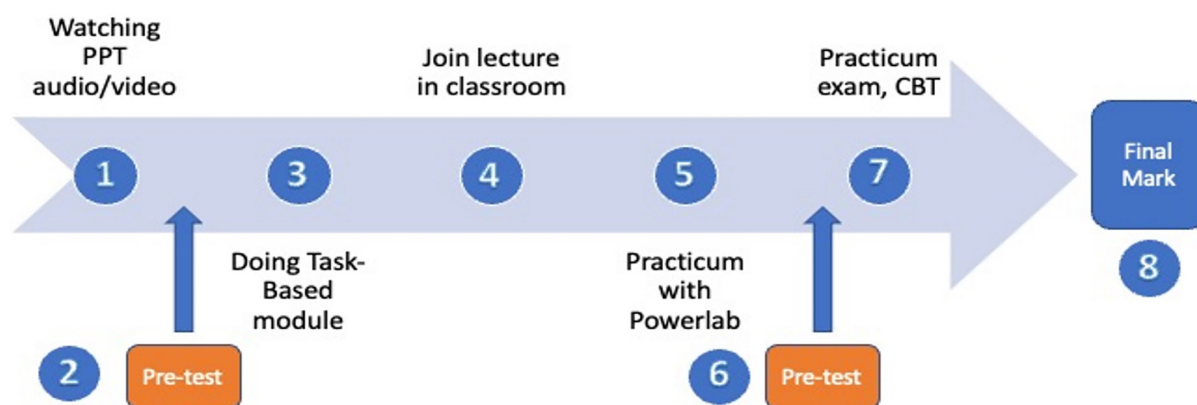 Watching
PPT
audio/video
Join lecture
in classroom
Practicum
exam, CBT
1
3
4
5
7
Final
Mark
Doing Task-
Based
module
Practicum
with
Powerlab
8
2
Pre-test
6
Pre-test